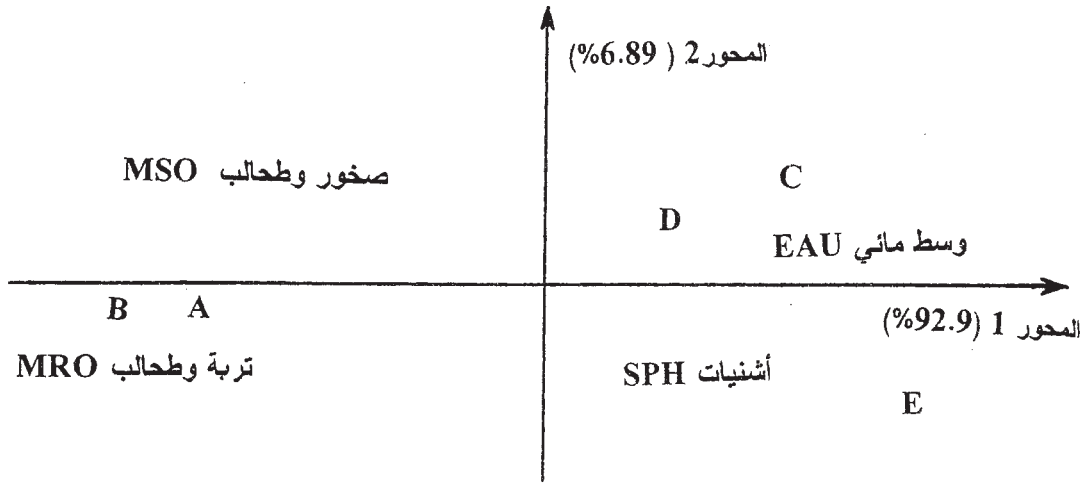 المحور 2 ( 6.89%)
صخور وطحالب MSO
C
D
وسط مائي EAU
B
A
المحور 1 (92.9%)
تربة وطحالب MRO
أشنيات SPH
E